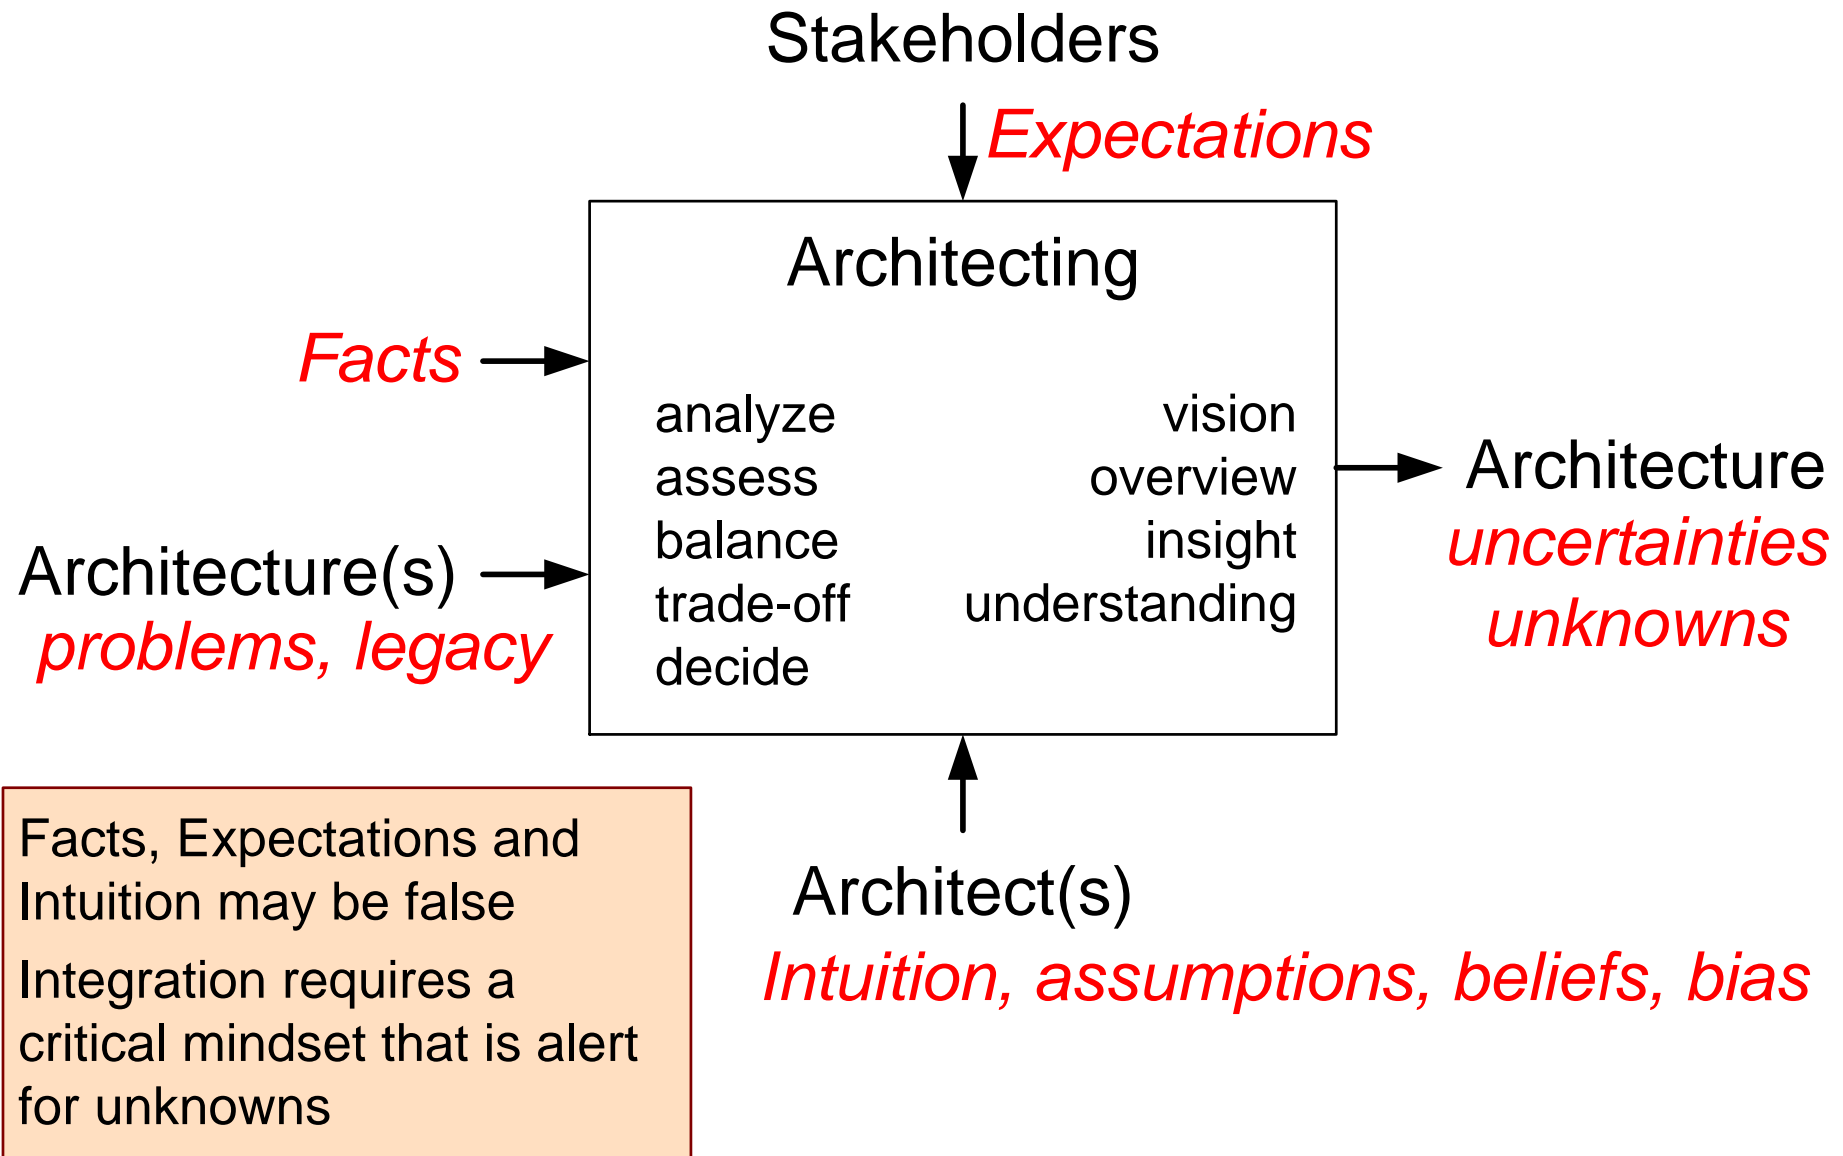 Stakeholders
Expectations
Architecting
Facts
analyze
assess
balance
trade-off
decide
vision
overview
insight
understanding
Architecture(s)
problems, legacy
Architecture
uncertainties
unknowns
Architect(s)
Intuition, assumptions, beliefs, bias
Facts, Expectations and
Intuition may be false
Integration requires a
critical mindset that is alert
for unknowns